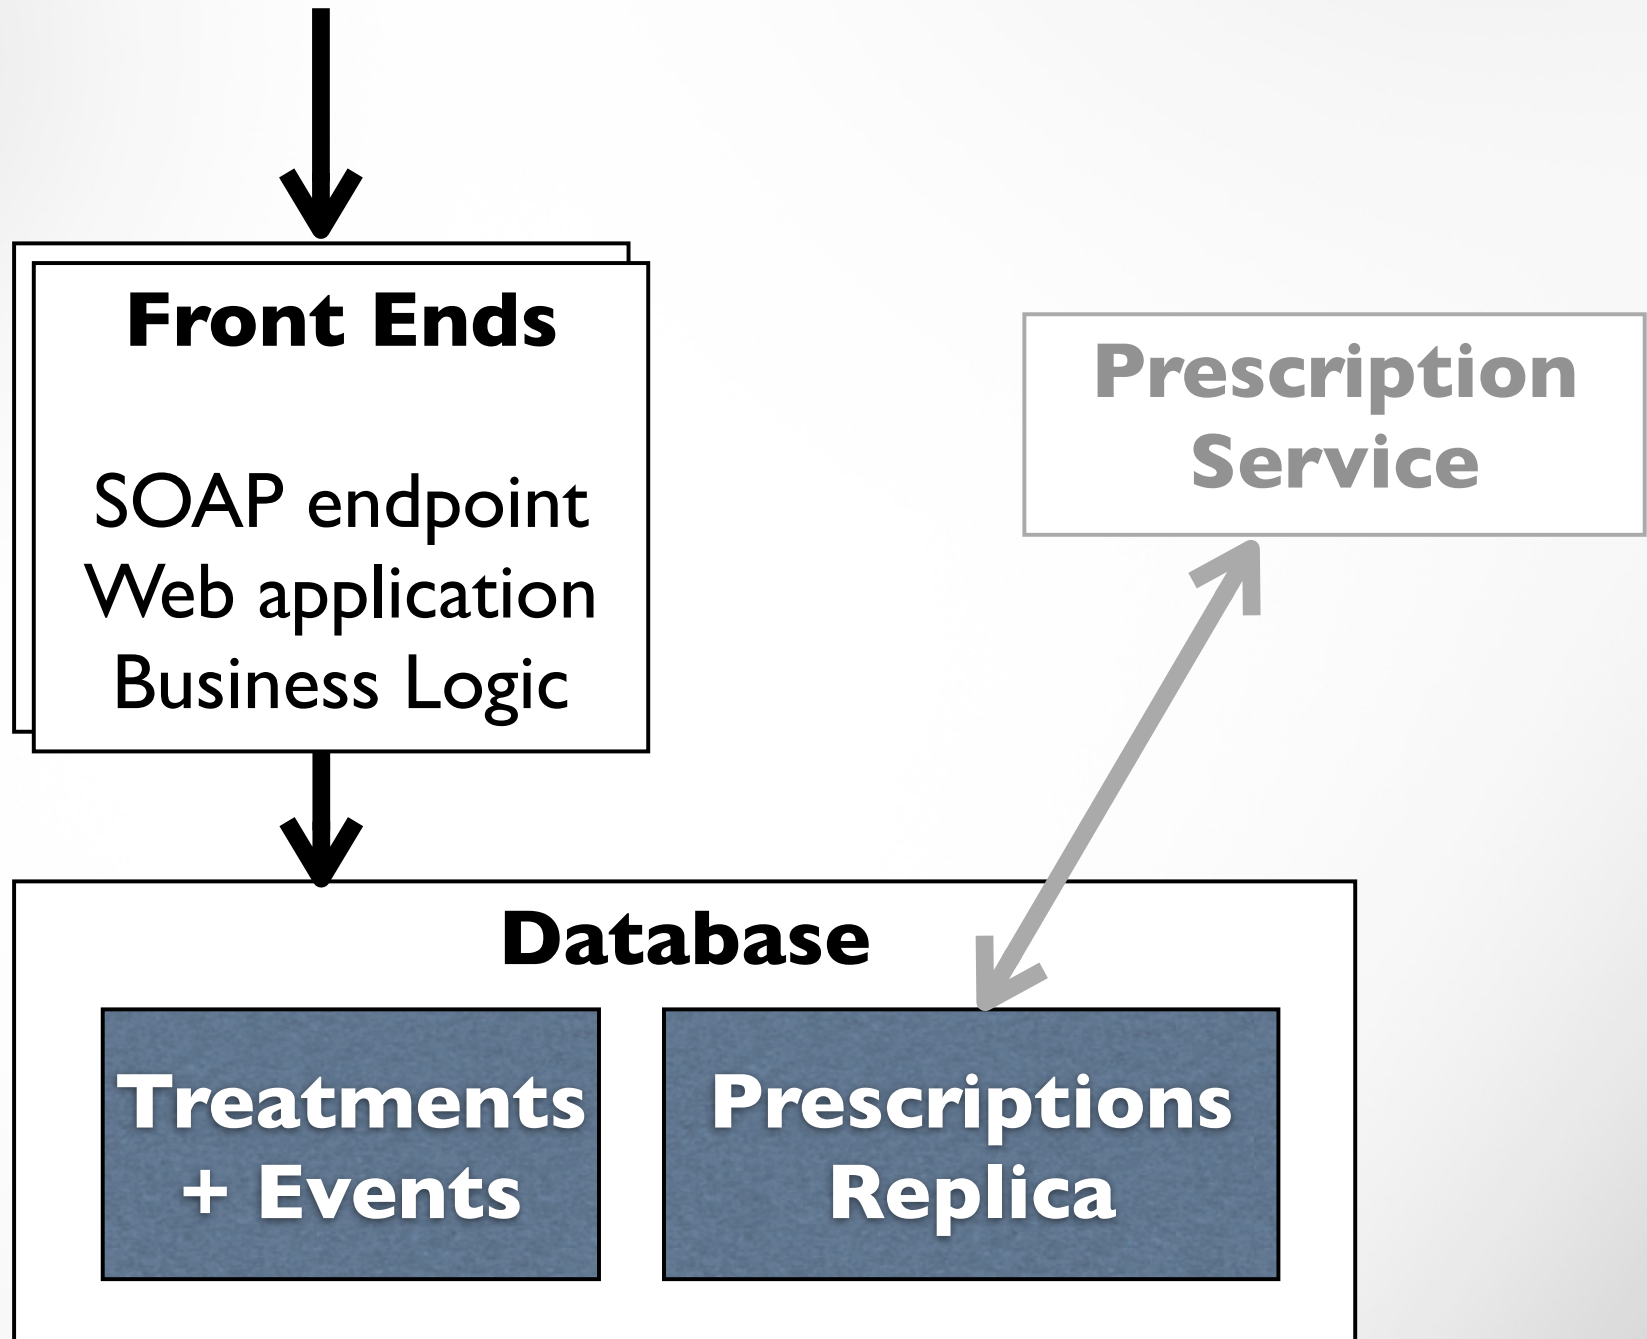 Front Ends
SOAP endpoint
Web application
Business Logic
Prescription
Service
Database
Treatments
+ Events
Prescriptions
Replica